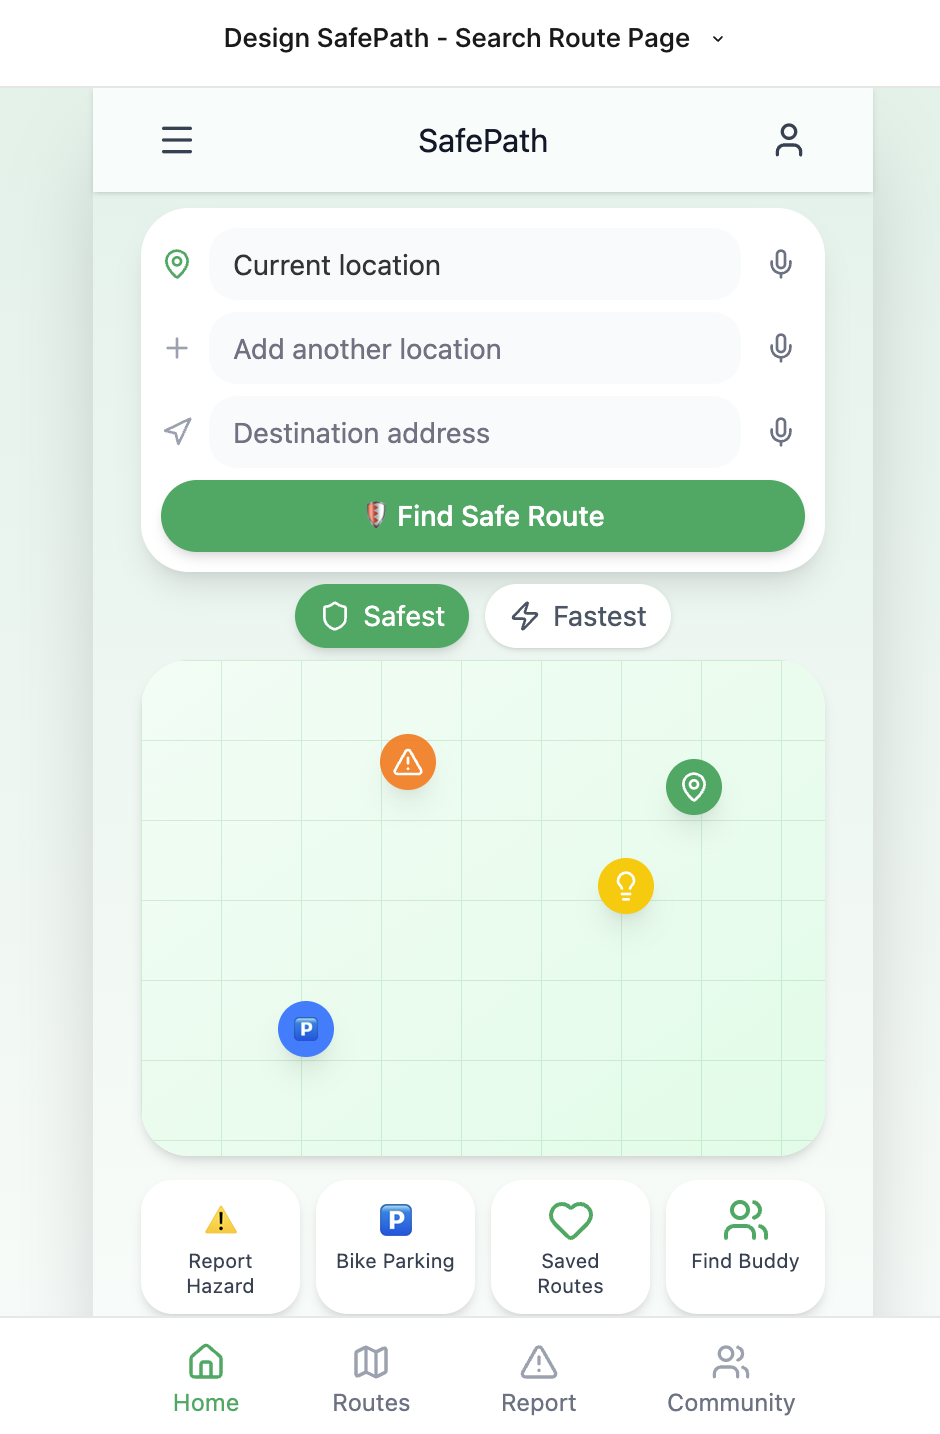 Design SafePath - Search Route Page
SafePath
Current location
Add another location
Destination address
Find Safe Route
Safest
Fastest
P
Report
Hazard
P
Bike Parking
Saved
Routes
Find Buddy
Home
Routes
Report
Community